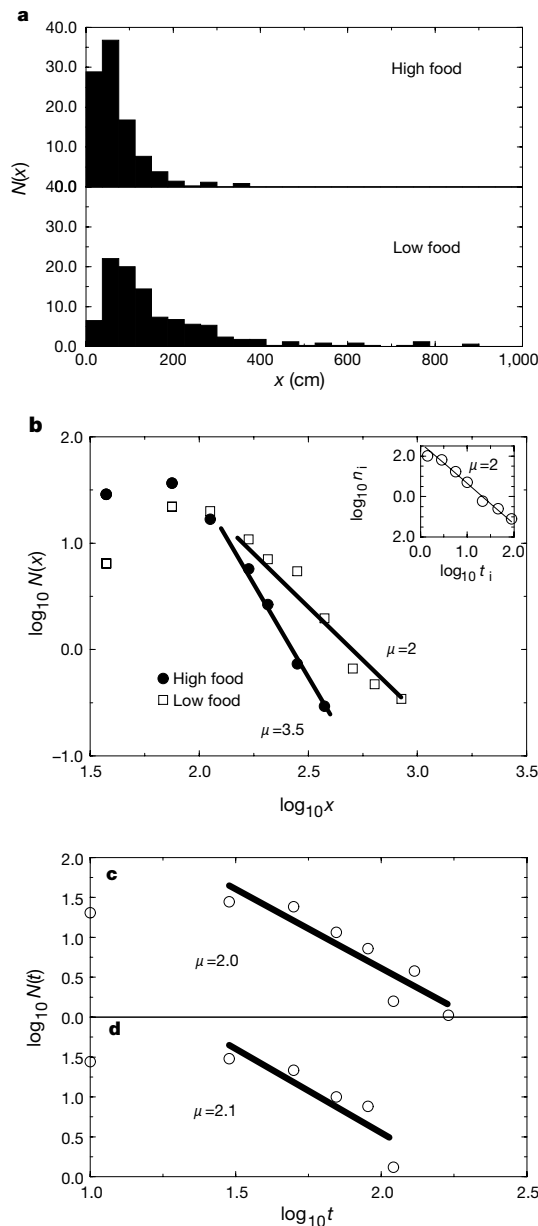 a
40.0
High food
30.0
20.0
10.0
N(x)
0.0
40.0
Low food
30.0
20.0
10.0
0.0
0.0 200 400 600 800 1,000
x (cm)
b
2.0
1.0
0.0
−1.0
log10 N(x)
2.0
0.0
2.0
log10 ni
μ=2
0.0 1.0 2.0
log10 ti
High food
Low food
μ=2
μ=3.5
1.5 2.0 2.5 3.0 3.5
log10x
c
2.0
1.5
1.0
0.5
0.0
μ=2.0
log10 N(t)
d
1.5
1.0
0.5
0.0
μ=2.1
1.0 1.5 2.0 2.5
log10t